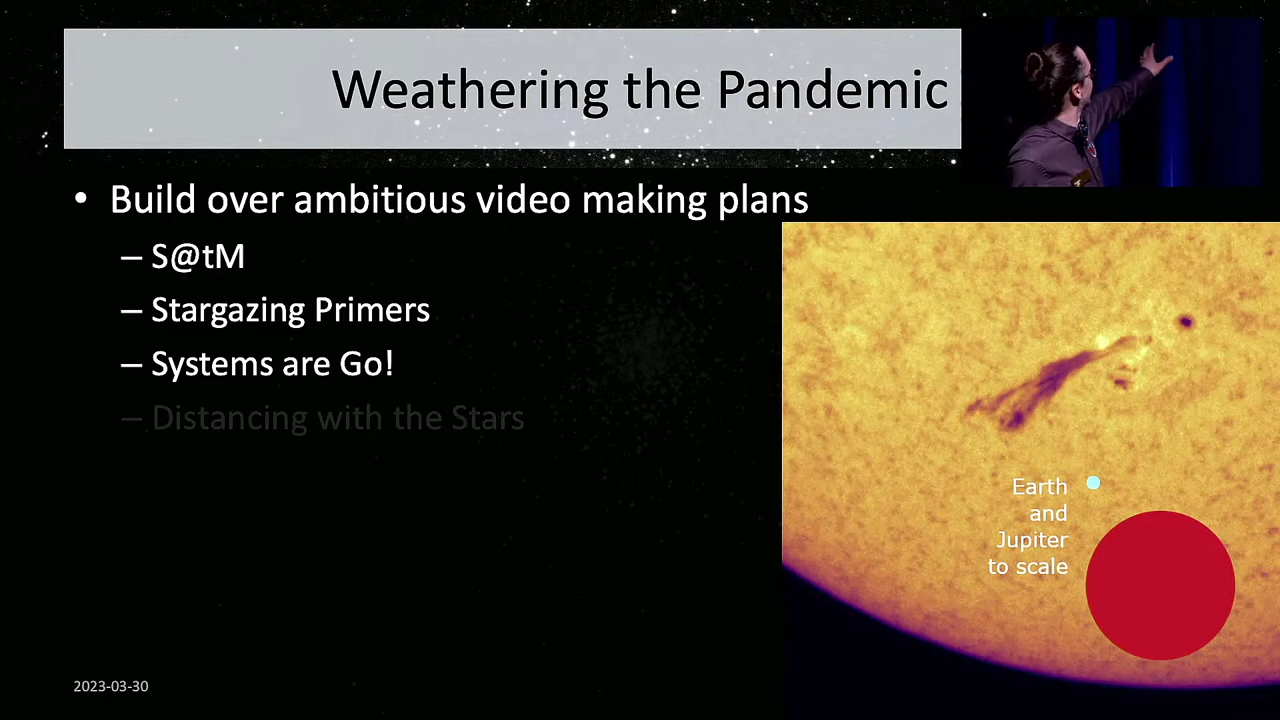 Weathering the Pandemic
• Build over ambitious video making plans
– S@tM
– Stargazing Primers
– Systems are Go!
– Distancing with the Stars
Earth
and
Jupiter
to scale
2023-03-30